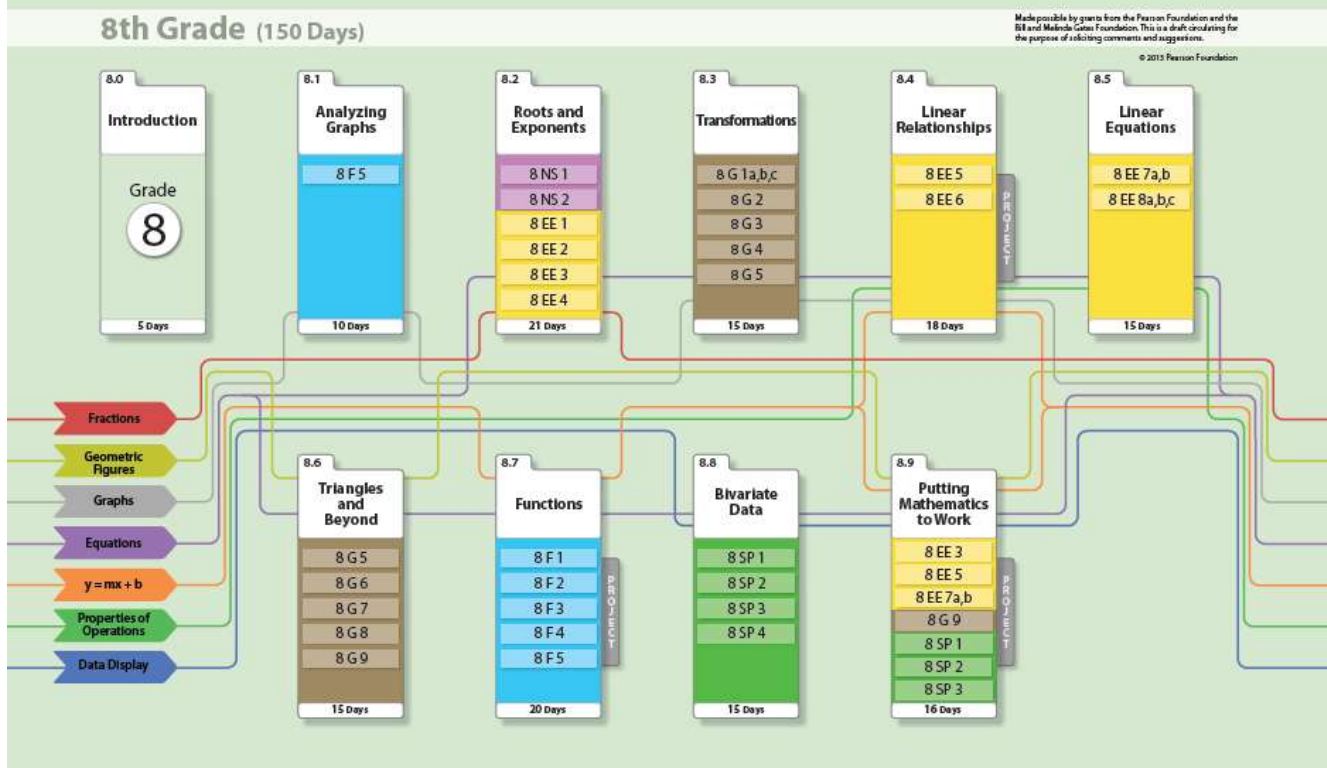 8th Grade (150 Days)
Made possible by grants from the Pearson Foundation and the
Bill and Melinda Gates Foundation. This is a draft circulating for
the purpose of soliciting comments and suggestions.
© 2013 Pearson Foundation
8.0
Introduction
Grade
8
5 Days
8.1
Analyzing
Graphs
8 F 5
10 Days
8.2
Roots and
Exponents
8 NS 1
8 NS 2
8 EE 1
8 EE 2
8 EE 3
8 EE 4
21 Days
8.3
Transformations
8 G 1a,b,c
8 G 2
8 G 3
8 G 4
8 G 5
15 Days
8.4
Linear
Relationships
8 EE 5
8 EE 6
PROJECT
18 Days
8.5
Linear
Equations
8 EE 7a,b
8 EE 8a,b,c
15 Days
Fractions
Geometric
Figures
Graphs
Equations
y = mx + b
Properties of
Operations
Data Display
8.6
Triangles
and
Beyond
8 G 5
8 G 6
8 G 7
8 G 8
8 G 9
15 Days
8.7
Functions
8 F 1
8 F 2
8 F 3
8 F 4
8 F 5
PROJECT
20 Days
8.8
Bivariate
Data
8 SP 1
8 SP 2
8 SP 3
8 SP 4
15 Days
8.9
Putting
Mathematics
to Work
8 EE 3
8 EE 5
8 EE 7a,b
8 G 9
8 SP 1
8 SP 2
8 SP 3
PROJECT
16 Days